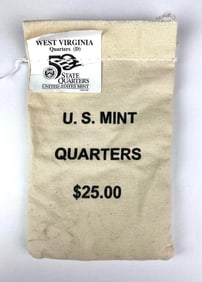 WEST VIRGINIA
Quarters (D)
50
STATE
QUARTERS
UNITED STATES MINT
U. S. MINT
QUARTERS
$25.00